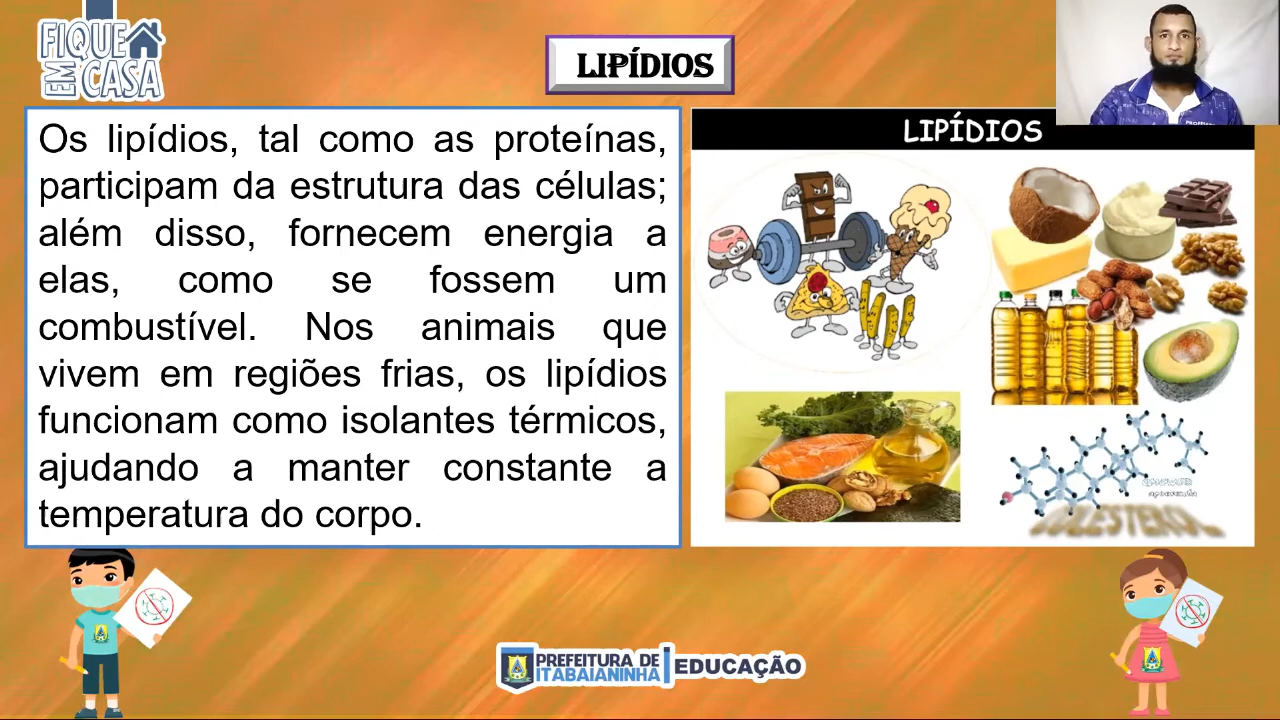 FIQUE
EM CASA
LIPÍDIOS
Os lipídios, tal como as proteínas,
participam da estrutura das células;
além disso, fornecem energia a
elas, como se fossem um
combustível. Nos animais que
vivem em regiões frias, os lipídios
funcionam como isolantes térmicos,
ajudando a manter constante a
temperatura do corpo.
LIPÍDIOS
COLESTEROL
PREFEITURA DE
ITABAIANINHA
EDUCAÇÃO